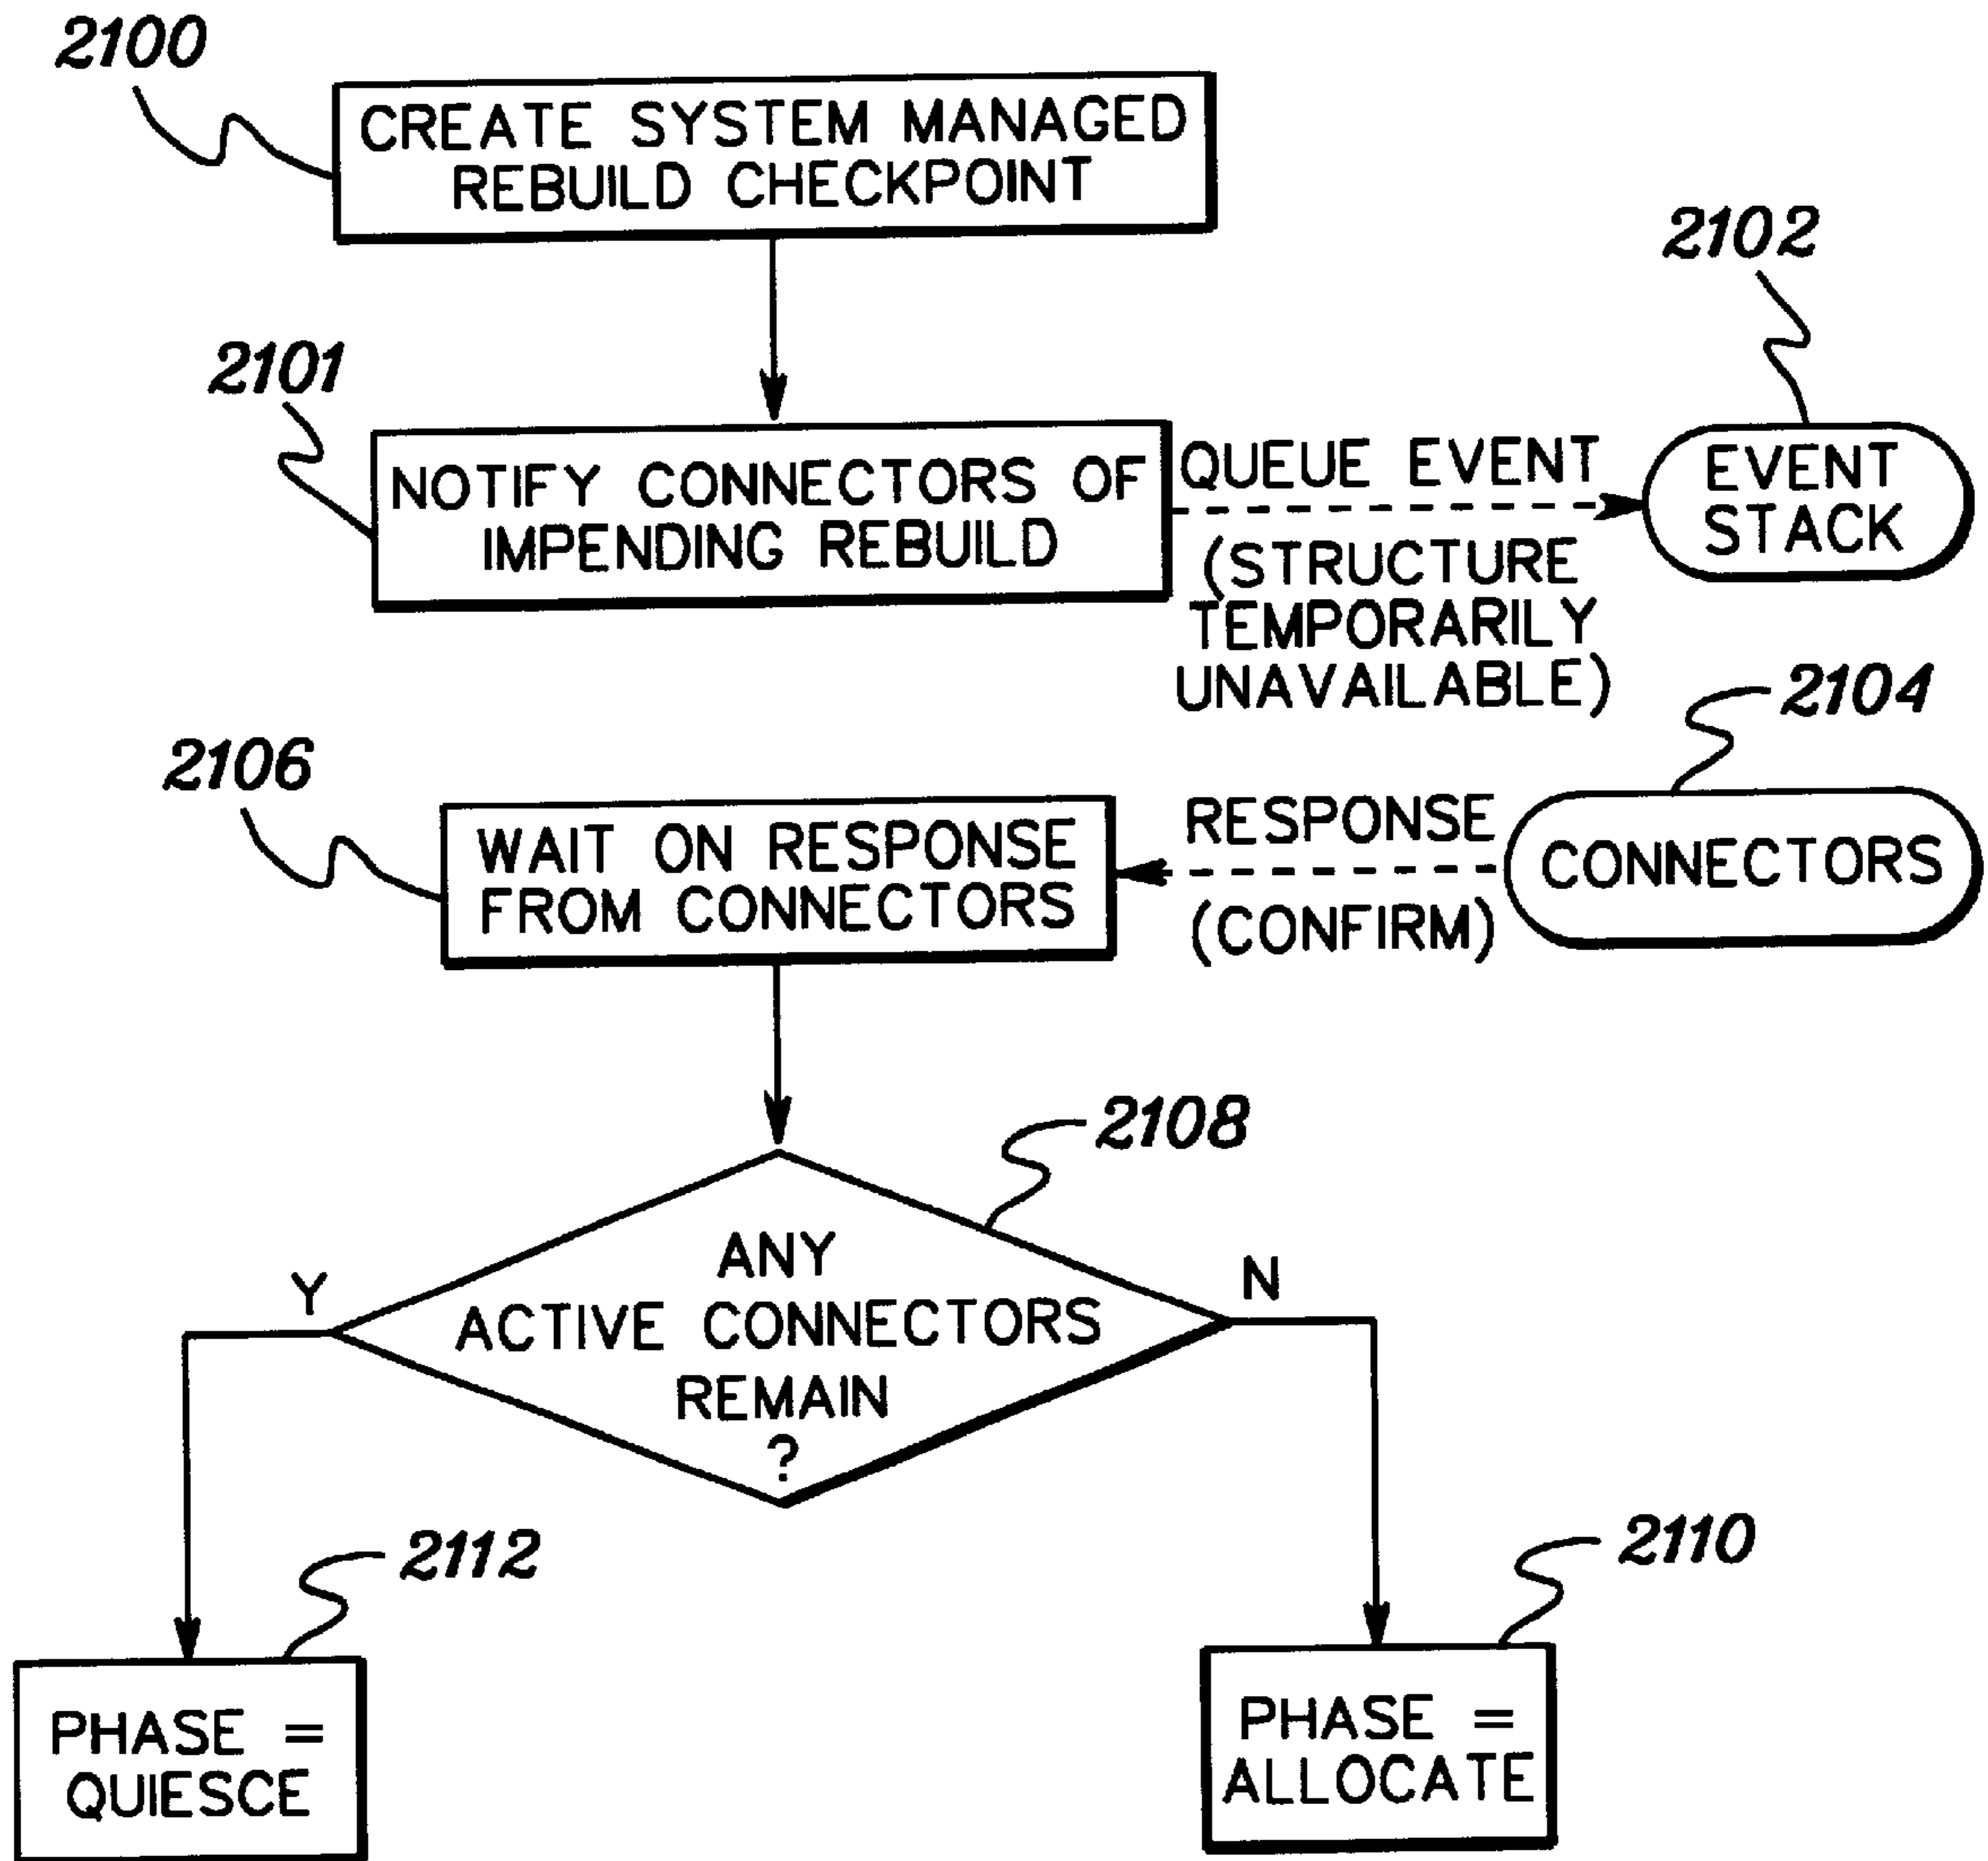 2100
CREATE SYSTEM MANAGED
REBUILD CHECKPOINT
2102
2101
NOTIFY CONNECTORS OF
IMPENDING REBUILD
QUEUE EVENT
(STRUCTURE
TEMPORARILY
UNAVAILABLE)
EVENT
STACK
2104
2106
WAIT ON RESPONSE
FROM CONNECTORS
RESPONSE
(CONFIRM)
CONNECTORS
2108
ANY
ACTIVE CONNECTORS
REMAIN
?
Y
N
2112
2110
PHASE =
QUIESCE
PHASE =
ALLOCATE